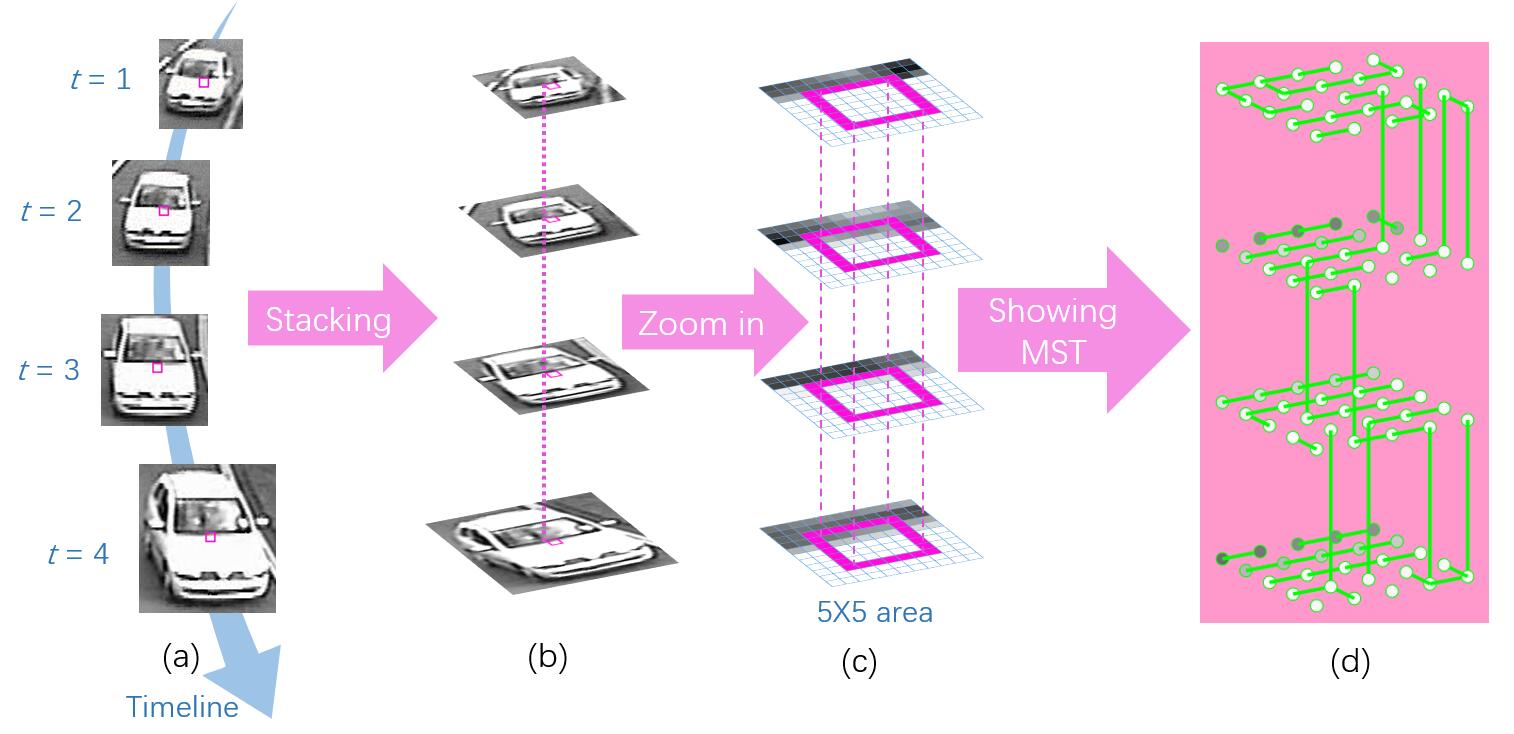 t = 1
t = 2
t = 3
t = 4
(a)
Timeline
Stacking
(b)
Zoom in
5X5 area
(c)
Showing
MST
(d)